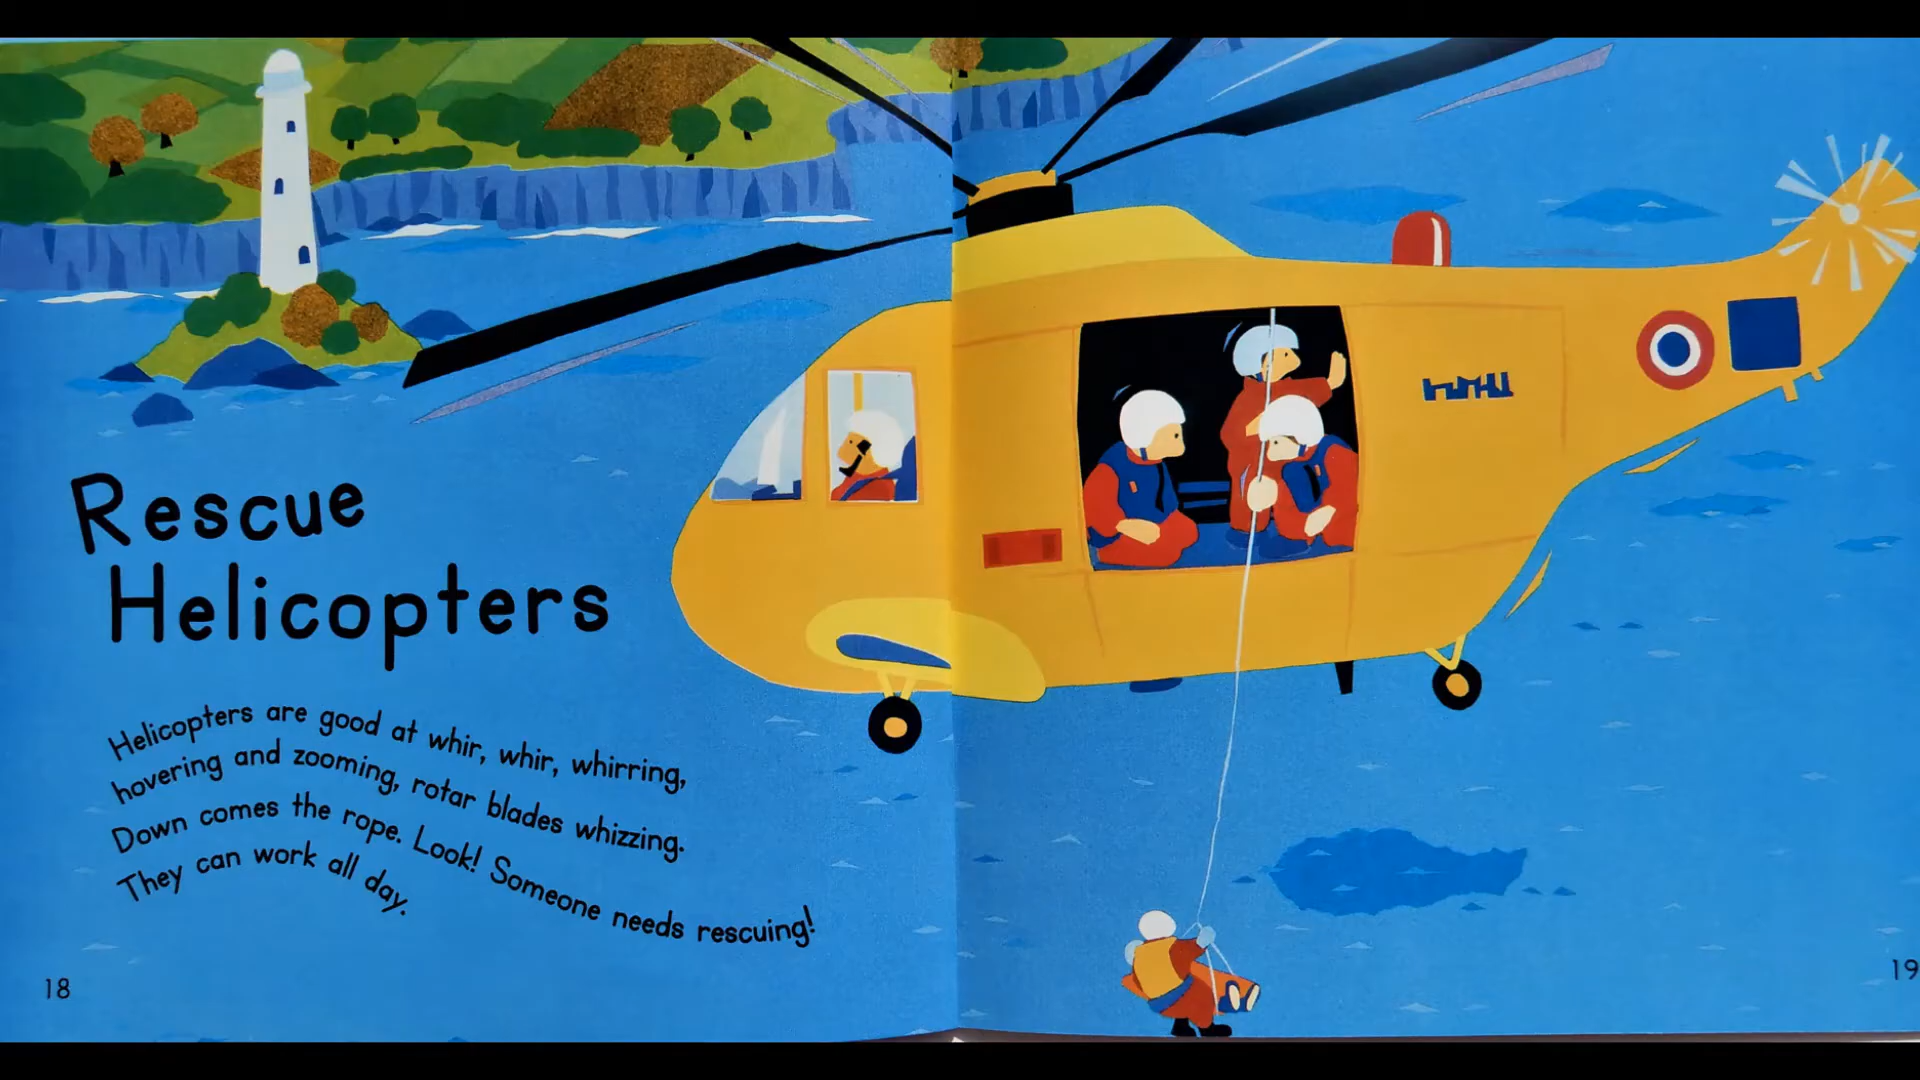 Rescue
Helicopters
Helicopters are good at whir, whir, whirring,
hovering and zooming, rotar blades whizzing.
Down comes the rope. Look! Someone needs rescuing!
They can work all day.
18
19